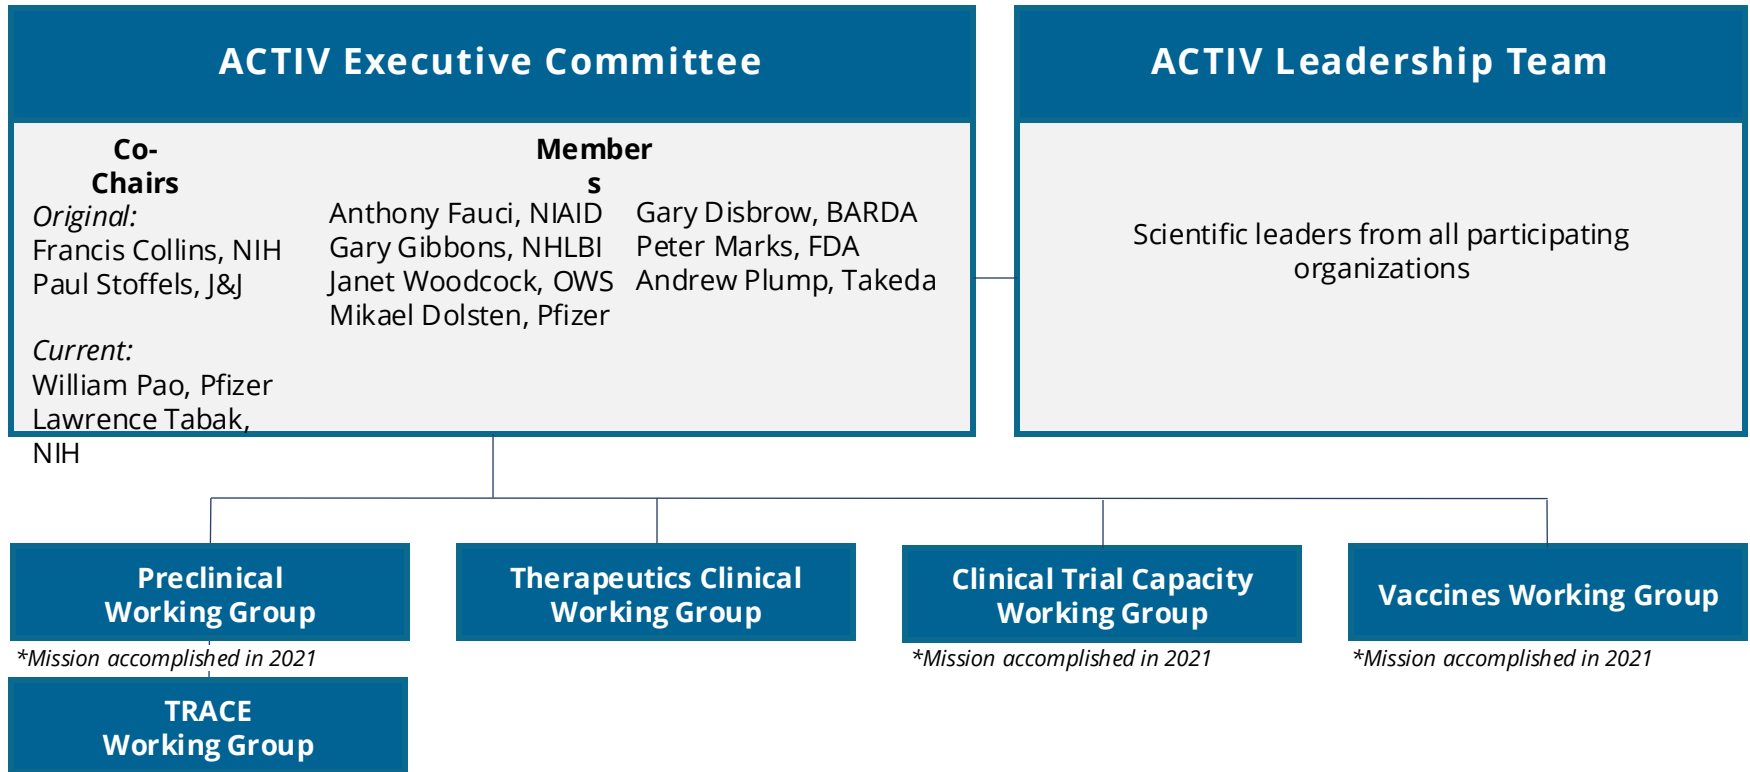 ACTIV Executive Committee
Co-
Chairs
Original:
Francis Collins, NIH
Paul Stoffels, J&J
Current:
William Pao, Pfizer
Lawrence Tabak,
NIH
Member
s
Anthony Fauci, NIAID
Gary Gibbons, NHLBI
Janet Woodcock, OWS
Mikael Dolsten, Pfizer
Gary Disbrow, BARDA
Peter Marks, FDA
Andrew Plump, Takeda
ACTIV Leadership Team
Scientific leaders from all participating
organizations
Preclinical
Working Group
*Mission accomplished in 2021
TRACE
Working Group
Therapeutics Clinical
Working Group
Clinical Trial Capacity
Working Group
*Mission accomplished in 2021
Vaccines Working Group
*Mission accomplished in 2021